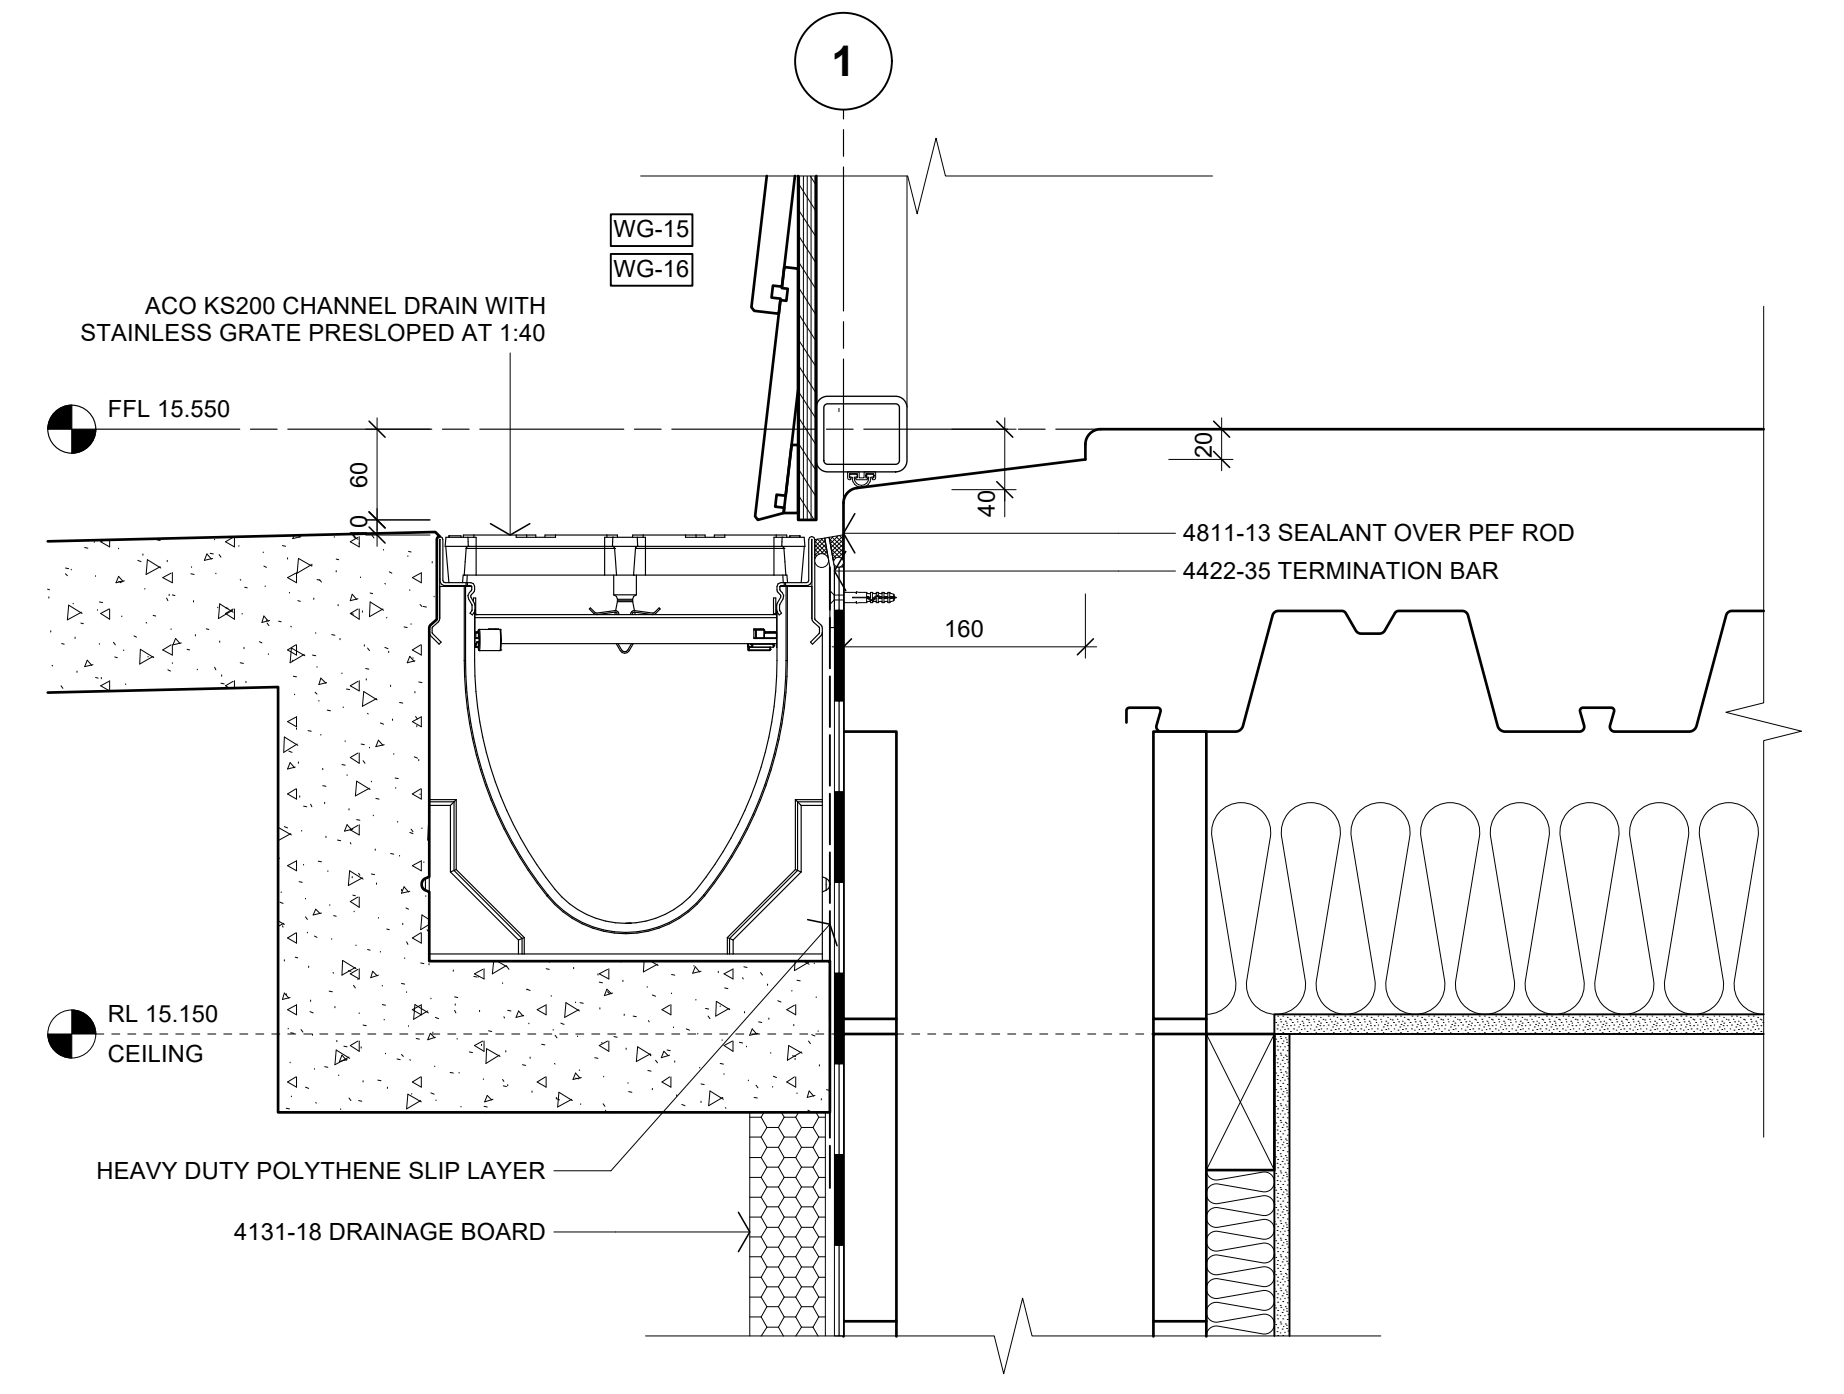 1
WG-15
WG-16
ACO KS200 CHANNEL DRAIN WITH
STAINLESS GRATE PRESLOPED AT 1:40
FFL 15.550
60
10
20
40
4811-13 SEALANT OVER PEF ROD
4422-35 TERMINATION BAR
160
RL 15.150
CEILING
HEAVY DUTY POLYTHENE SLIP LAYER
4131-18 DRAINAGE BOARD